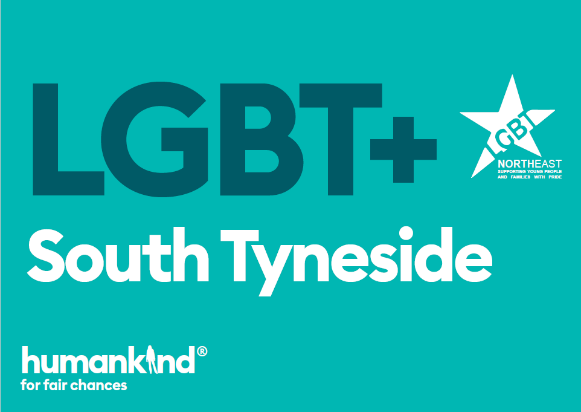 LGBT+
LGBT
NORTHEAST
SUPPORTING YOUNG PEOPLE
AND FAMILIES WITH PRIDE
South Tyneside
humankind®
for fair chances